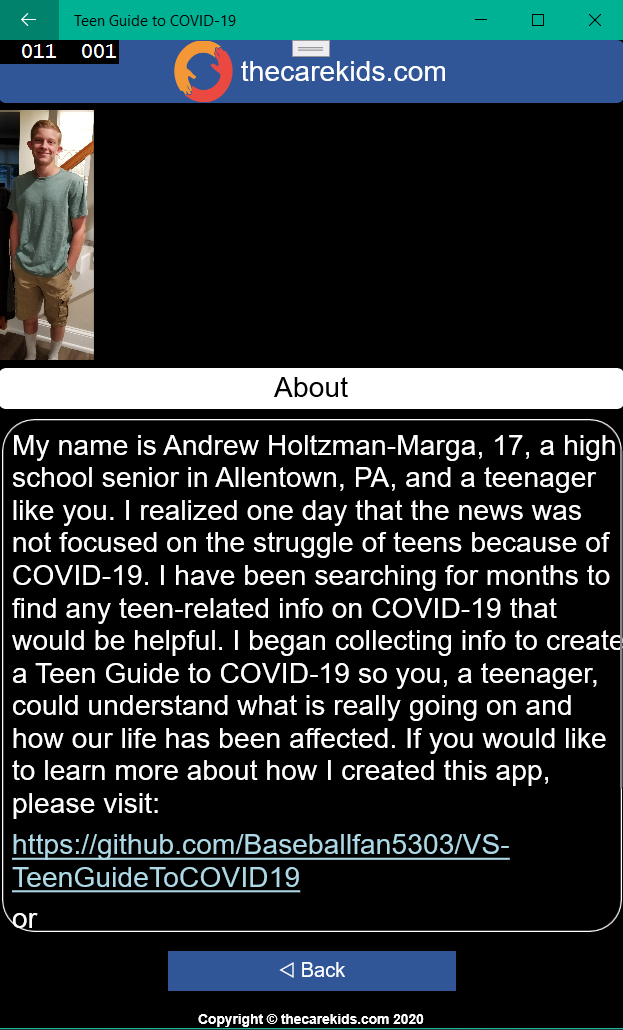 Teen Guide to COVID-19
011 001
thecarekids.com
About
My name is Andrew Holtzman-Marga, 17, a high
school senior in Allentown, PA, and a teenager
like you. I realized one day that the news was
not focused on the struggle of teens because of
COVID-19. I have been searching for months to
find any teen-related info on COVID-19 that
would be helpful. I began collecting info to create
a Teen Guide to COVID-19 so you, a teenager,
could understand what is really going on and
how our life has been affected. If you would like
to learn more about how I created this app,
please visit:
https://github.com/Baseballfan5303/VS-
TeenGuideToCOVID19
or
Back
Copyright © thecarekids.com 2020